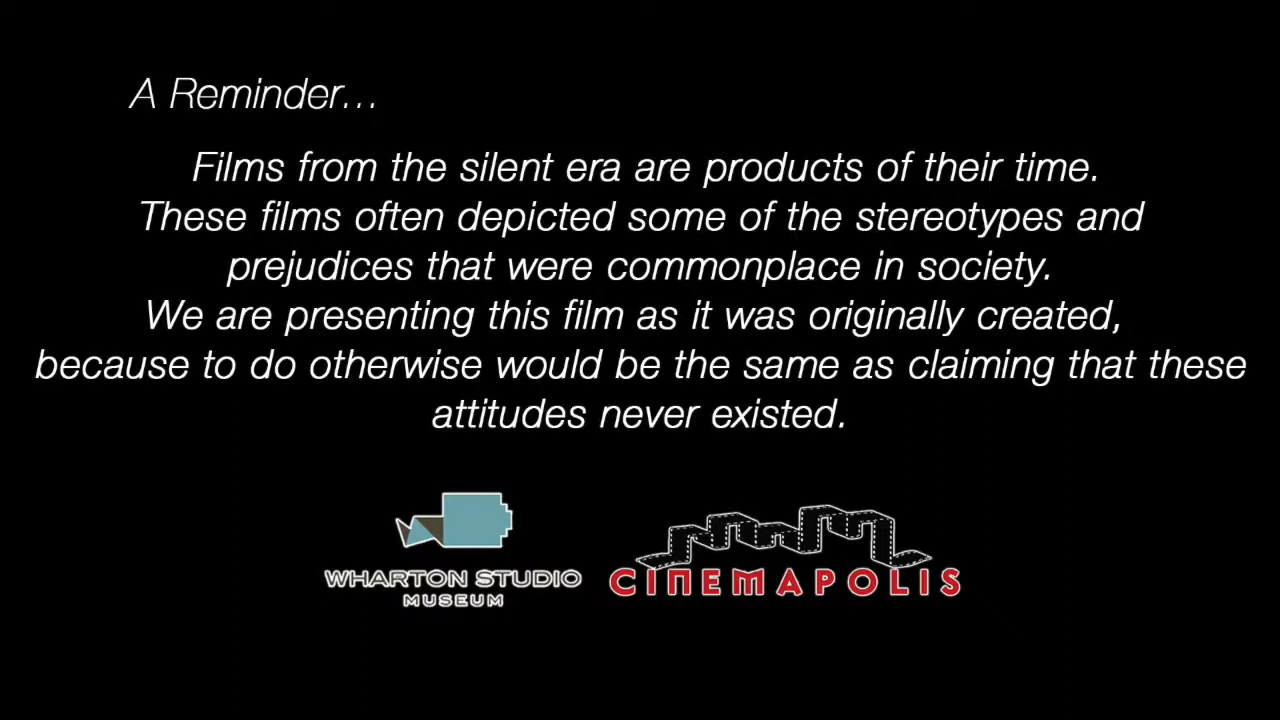 A Reminder...
Films from the silent era are products of their time.
These films often depicted some of the stereotypes and
prejudices that were commonplace in society.
We are presenting this film as it was originally created,
because to do otherwise would be the same as claiming that these
attitudes never existed.
WHARTON STUDIO
MUSEUM
CINEMAPOLIS